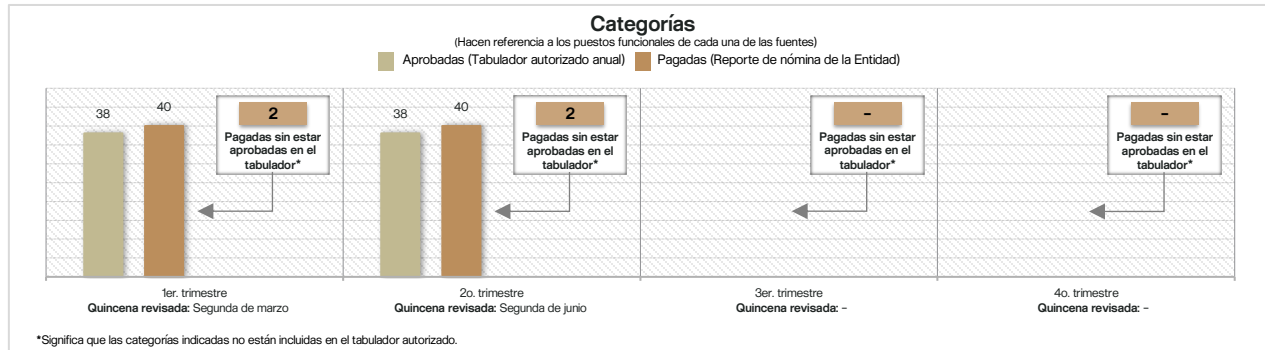 Categorías
(Hacen referencia a los puestos funcionales de cada una de las fuentes)
Aprobadas (Tabulador autorizado anual) Pagadas (Reporte de nómina de la Entidad)
38
40
2
Pagadas sin estar
aprobadas en el
tabulador*
38
40
2
Pagadas sin estar
aprobadas en el
tabulador*
–
Pagadas sin estar
aprobadas en el
tabulador*
–
Pagadas sin estar
aprobadas en el
tabulador*
1er. trimestre
Quincena revisada: Segunda de marzo
2o. trimestre
Quincena revisada: Segunda de junio
3er. trimestre
Quincena revisada: –
4o. trimestre
Quincena revisada: –
*Significa que las categorías indicadas no están incluidas en el tabulador autorizado.